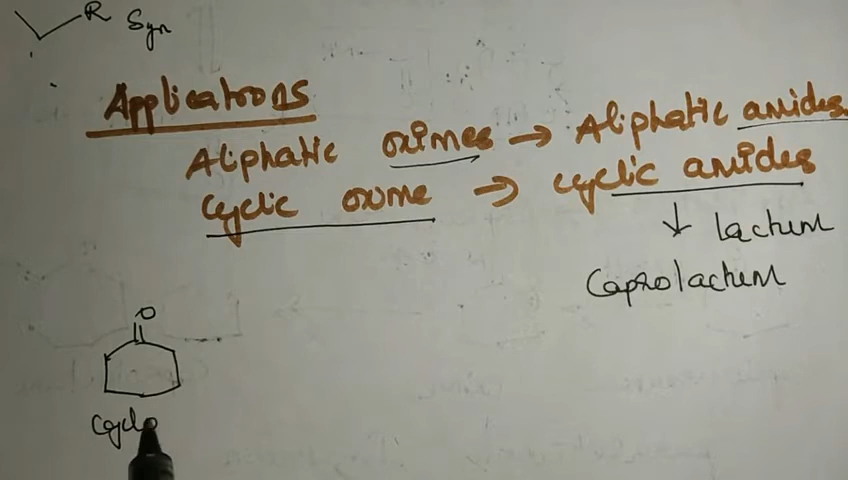 R Syn
Applications
Aliphatic oximes → Aliphatic amides
Cyclic oxime → cyclic amides
↓ lactum
Caprolactum
O
Cyclo